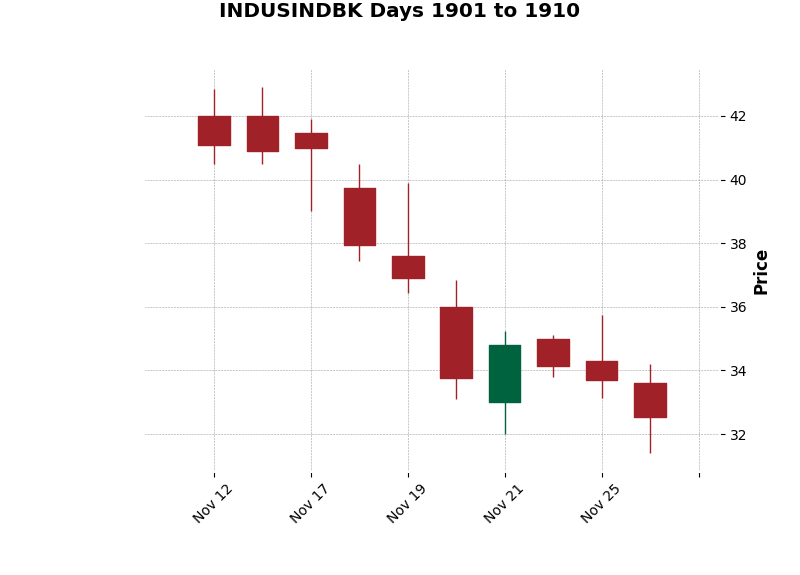 INDUSINDBK Days 1901 to 1910
42
40
38
36
34
32
Price
Nov 12
Nov 17
Nov 19
Nov 21
Nov 25